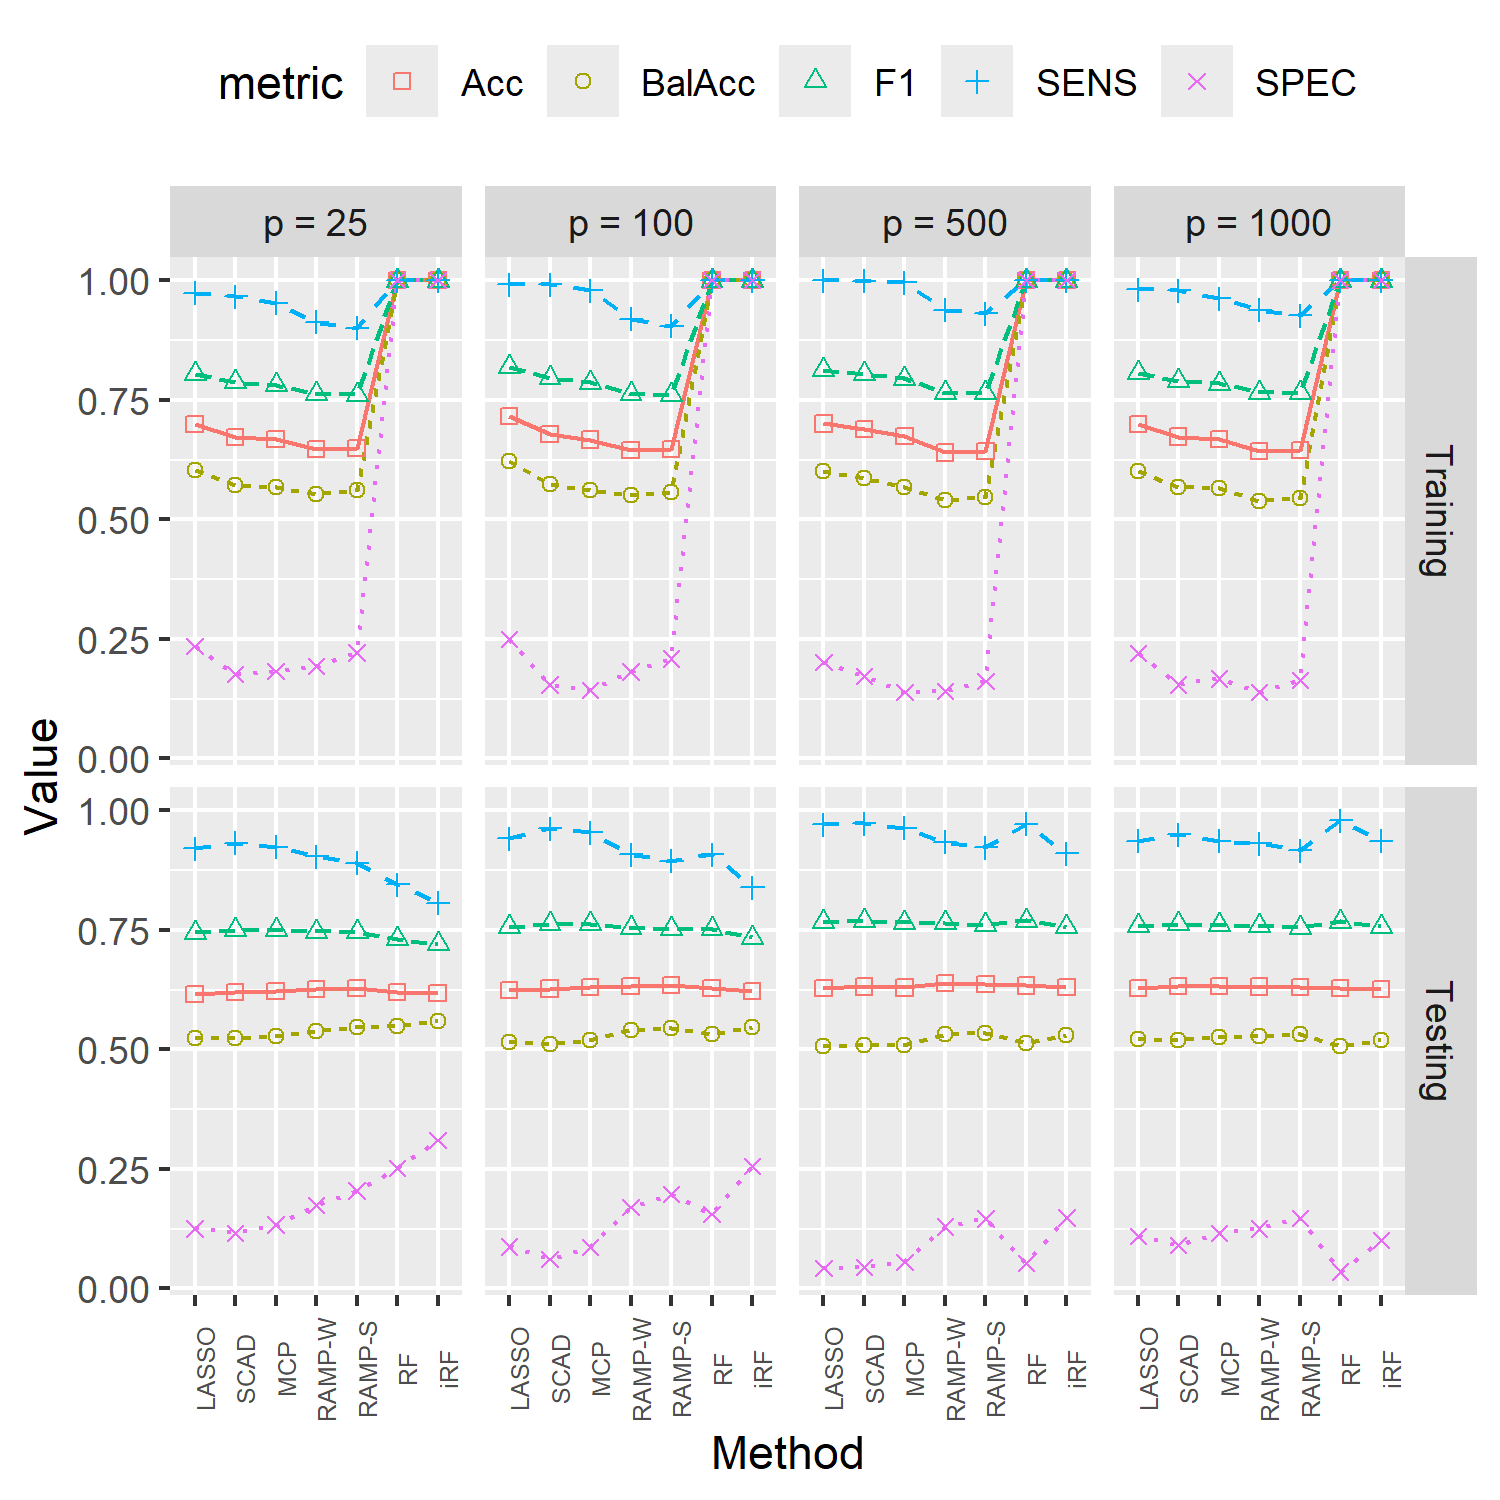 metric Acc BalAcc F1 SENS SPEC
p = 25 p = 100 p = 500 p = 1000
1.00
0.75
0.50
0.25
0.00
Training
Value
1.00
0.75
0.50
0.25
0.00
Testing
LASSO SCAD MCP RAMP-W RAMP-S RF iRF LASSO SCAD MCP RAMP-W RAMP-S RF iRF LASSO SCAD MCP RAMP-W RAMP-S RF iRF LASSO SCAD MCP RAMP-W RAMP-S RF iRF
Method